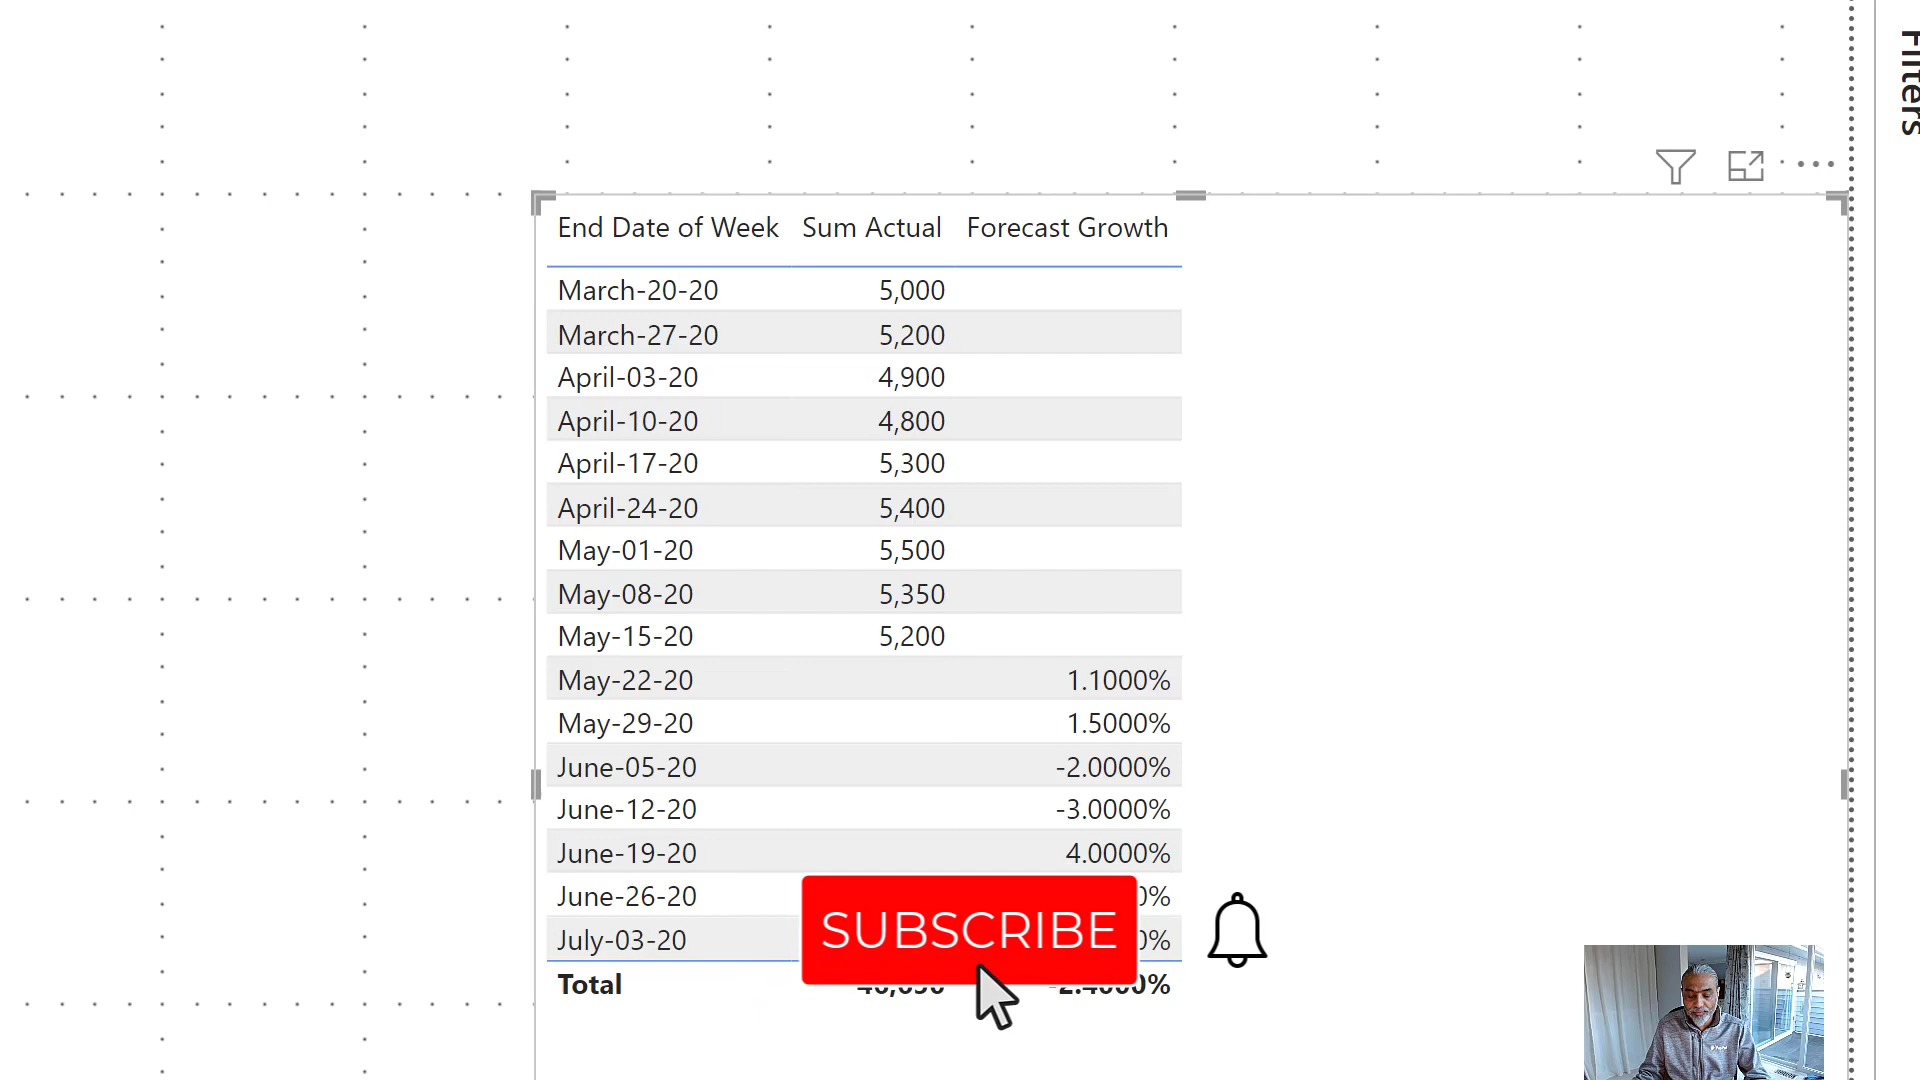 Filters
End Date of Week Sum Actual Forecast Growth
March-20-20 5,000
March-27-20 5,200
April-03-20 4,900
April-10-20 4,800
April-17-20 5,300
April-24-20 5,400
May-01-20 5,500
May-08-20 5,350
May-15-20 5,200
May-22-20 1.1000%
May-29-20 1.5000%
June-05-20 -2.0000%
June-12-20 -3.0000%
June-19-20 4.0000%
June-26-20 0%
July-03-20 0%
SUBSCRIBE
Total